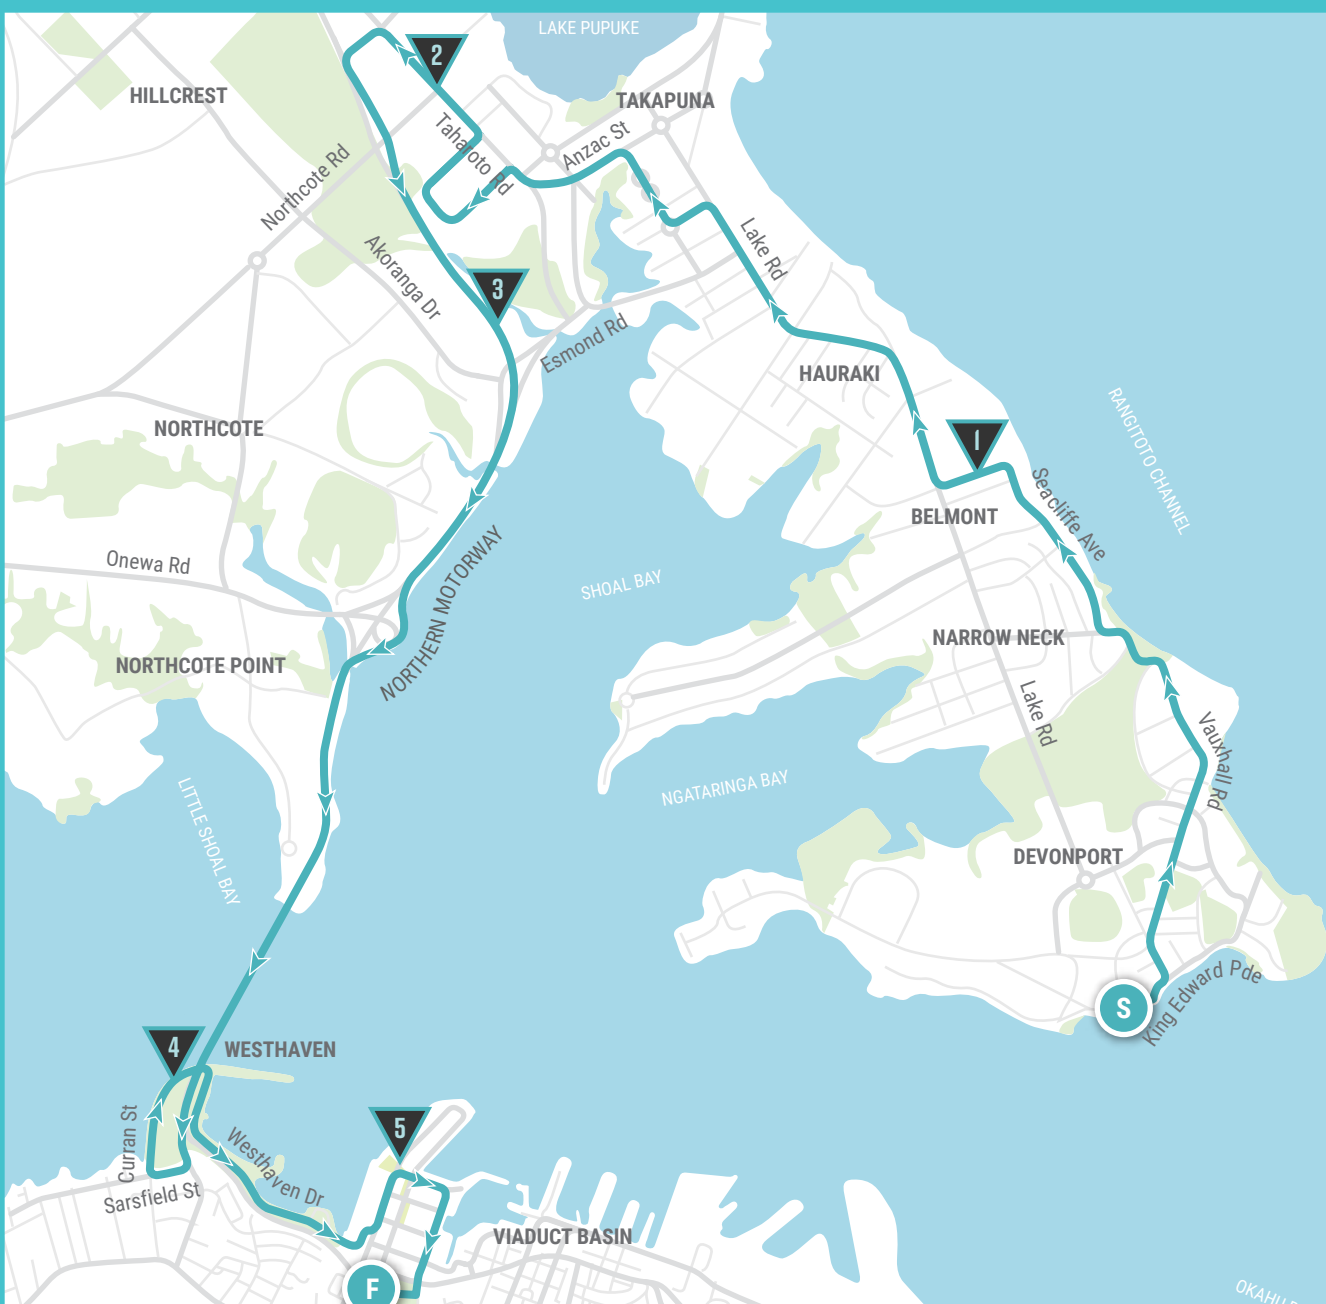 LAKE PUPUKE
2
HILLCREST
TAKAPUNA
Taharoto Rd
Anzac St
Northcote Rd
Lake Rd
Akoranga Dr
3
Esmond Rd
HAURAKI
RANGITOTO CHANNEL
NORTHCOTE
1
Seacliffe Ave
BELMONT
Onewa Rd
NORTHERN MOTORWAY
SHOAL BAY
NARROW NECK
NORTHCOTE POINT
Lake Rd
Vauxhall Rd
NGATARINGA BAY
LITTLE SHOAL BAY
DEVONPORT
King Edward Pde
S
4
WESTHAVEN
Curran St
5
Westhaven Dr
Sarsfield St
VIADUCT BASIN
F